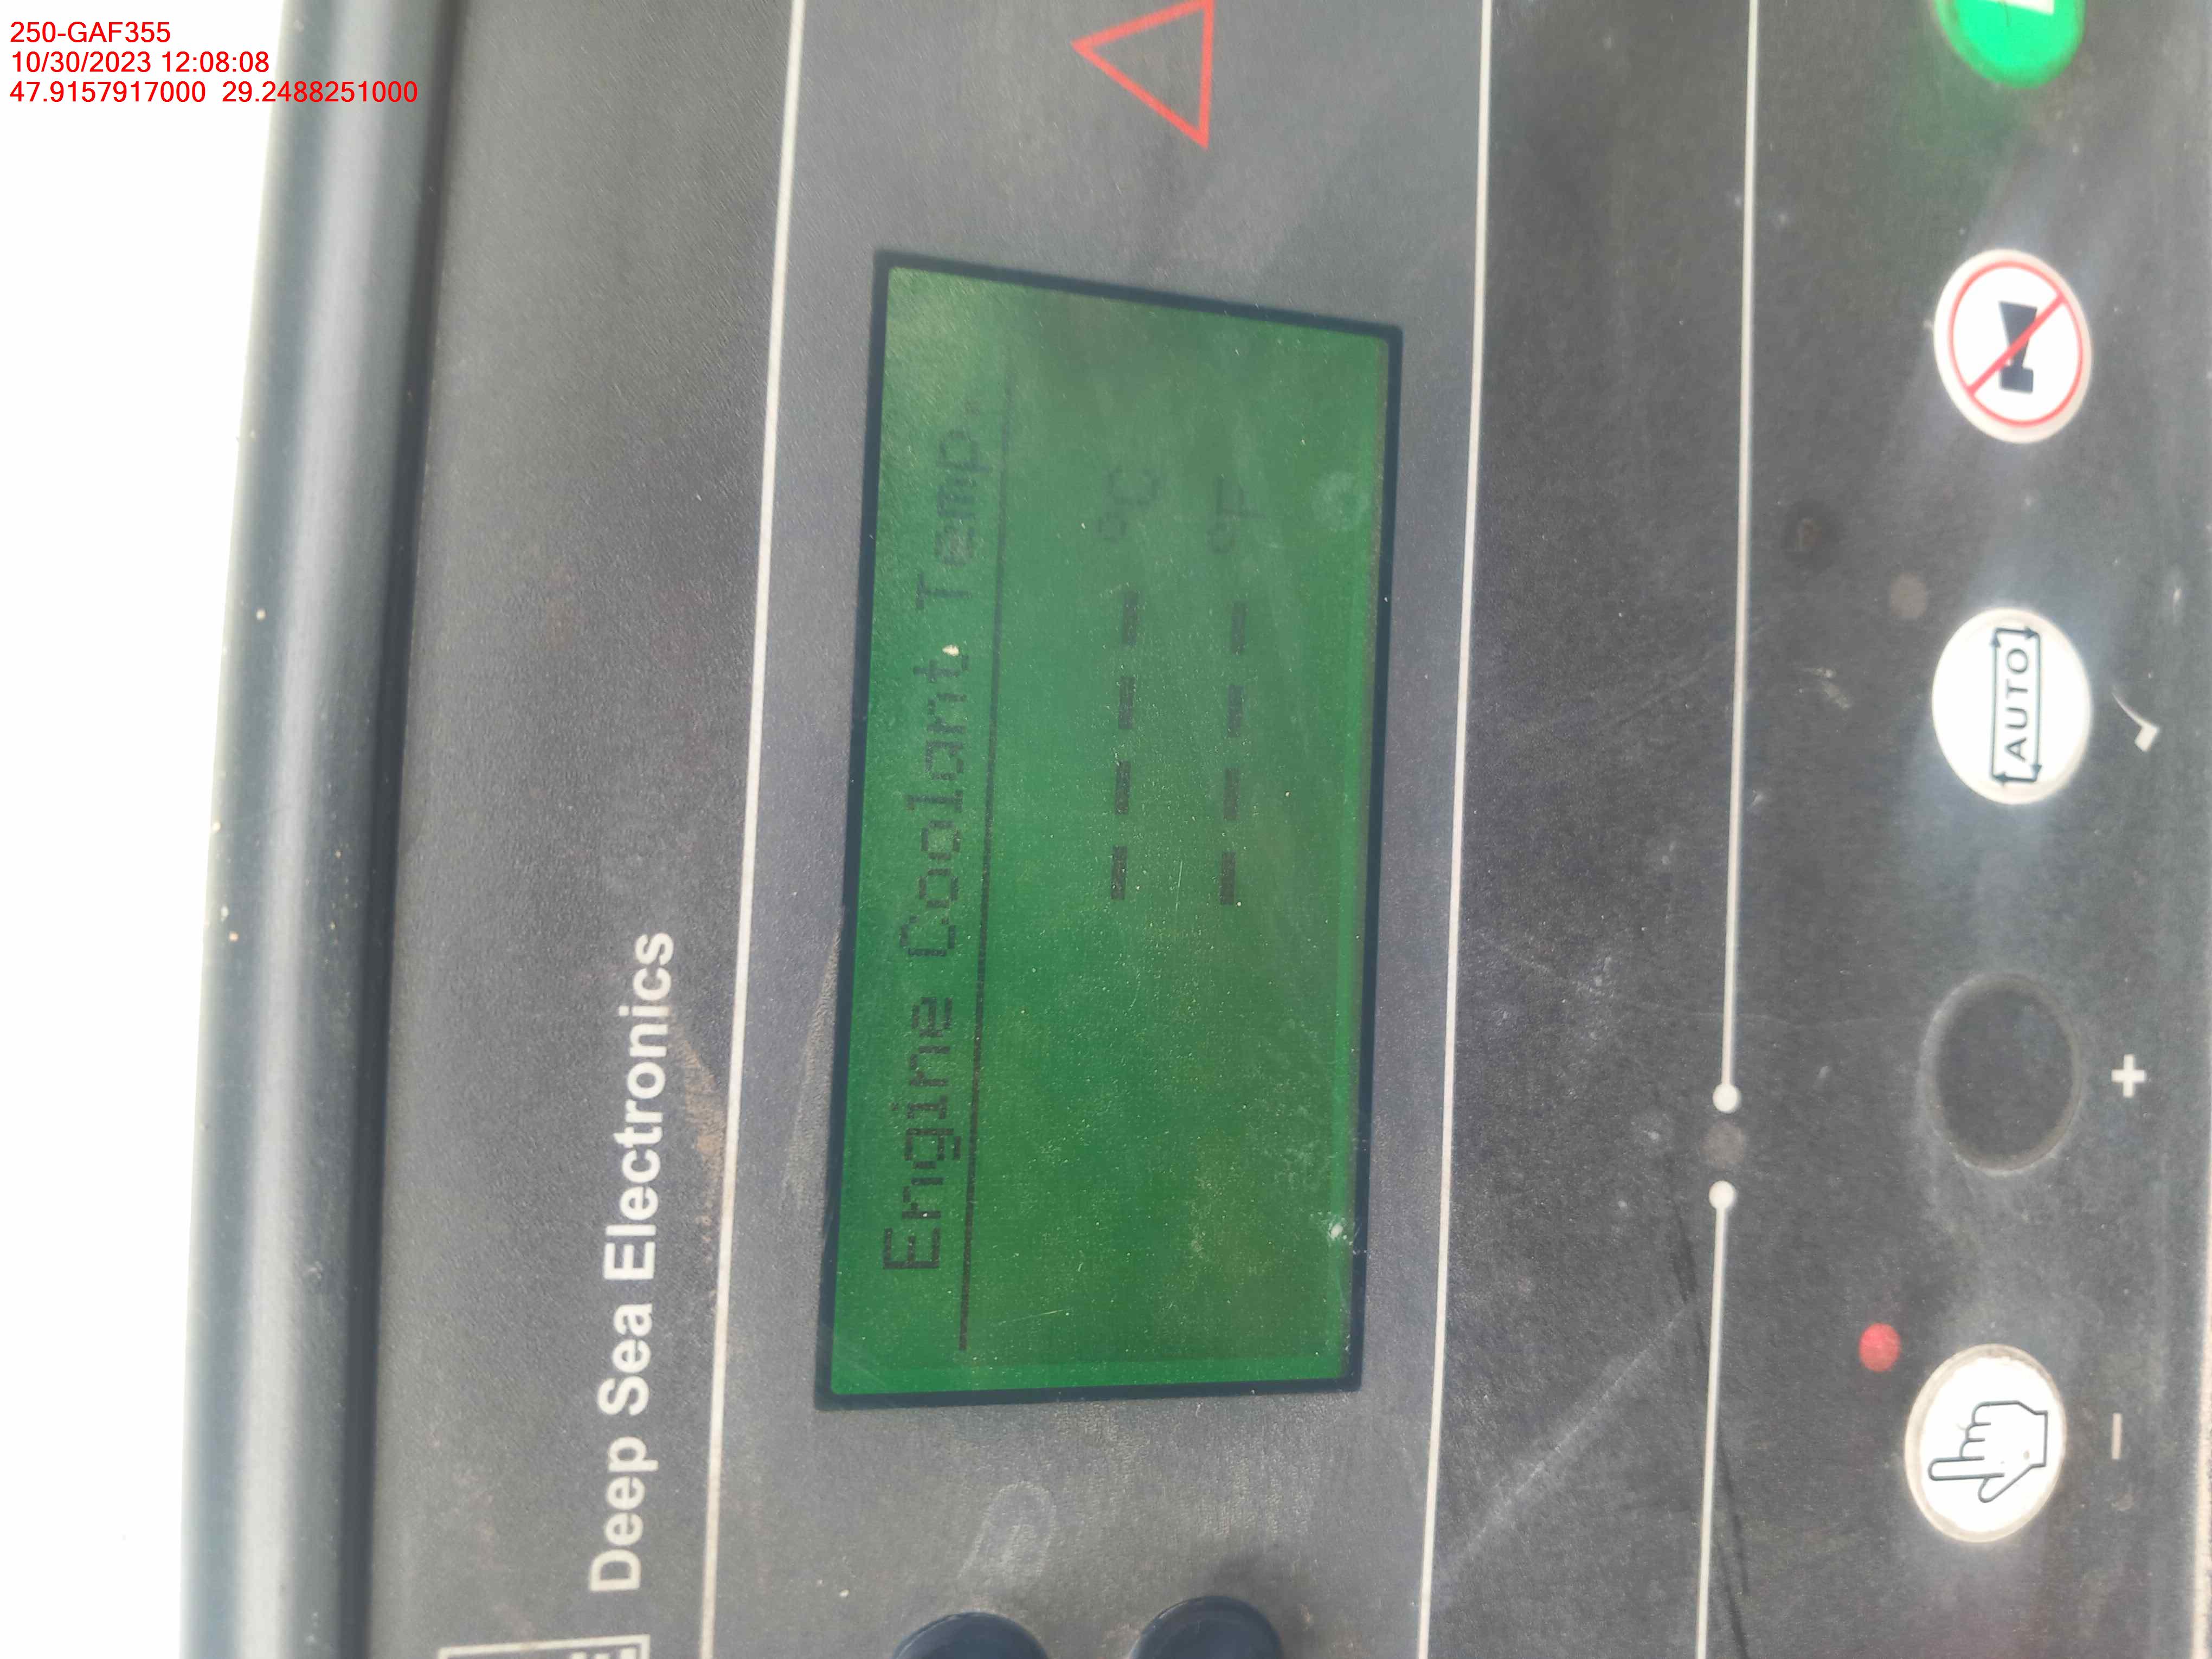 250-GAF355
10/30/2023 12:08:08
47.9157917000 29.2488251000
Deep Sea Electronics
Engine Coolant Temp
---- °C
---- °F
AUTO
+
-